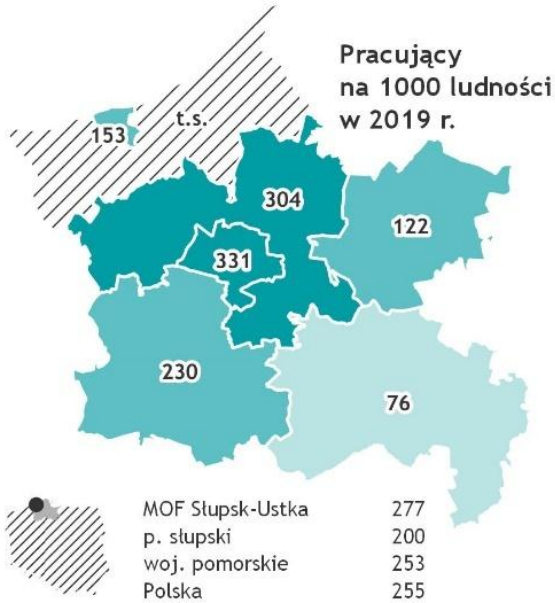 Pracujący
na 1000 ludności
w 2019 r.
153
t.s.
304
122
331
230
76
MOF Słupsk-Ustka 277
p. słupski 200
woj. pomorskie 253
Polska 255